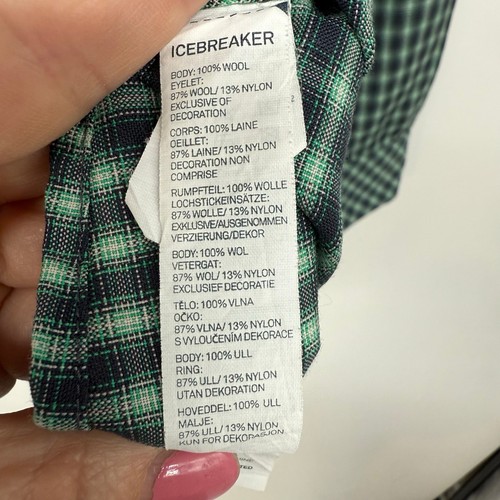 ICEBREAKER
BODY: 100% WOOL
EYELET:
87% WOOL/ 13% NYLON
EXCLUSIVE OF
DECORATION
CORPS: 100% LAINE
OEILLET:
87% LAINE/ 13% NYLON
DECORATION NON
COMPRISE
RUMPFTEIL: 100% WOLLE
LOCHSTICKEINSÄTZE:
87% WOLLE/ 13% NYLON
EXKLUSIVE/AUSGENOMMEN
VERZIERUNG/DEKOR
BODY: 100% WOL
VETERGAT:
87% WOL/ 13% NYLON
EXCLUSIEF DECORATIE
TĚLO: 100% VLNA
OČKO:
87% VLNA/ 13% NYLON
S VYLOUČENÍM DEKORACE
BODY: 100% ULL
RING:
87% ULL/ 13% NYLON
UTAN DEKORATION
HOVEDDEL: 100% ULL
MALJE:
87% ULL/ 13% NYLON
KUN FOR DEKORASJON